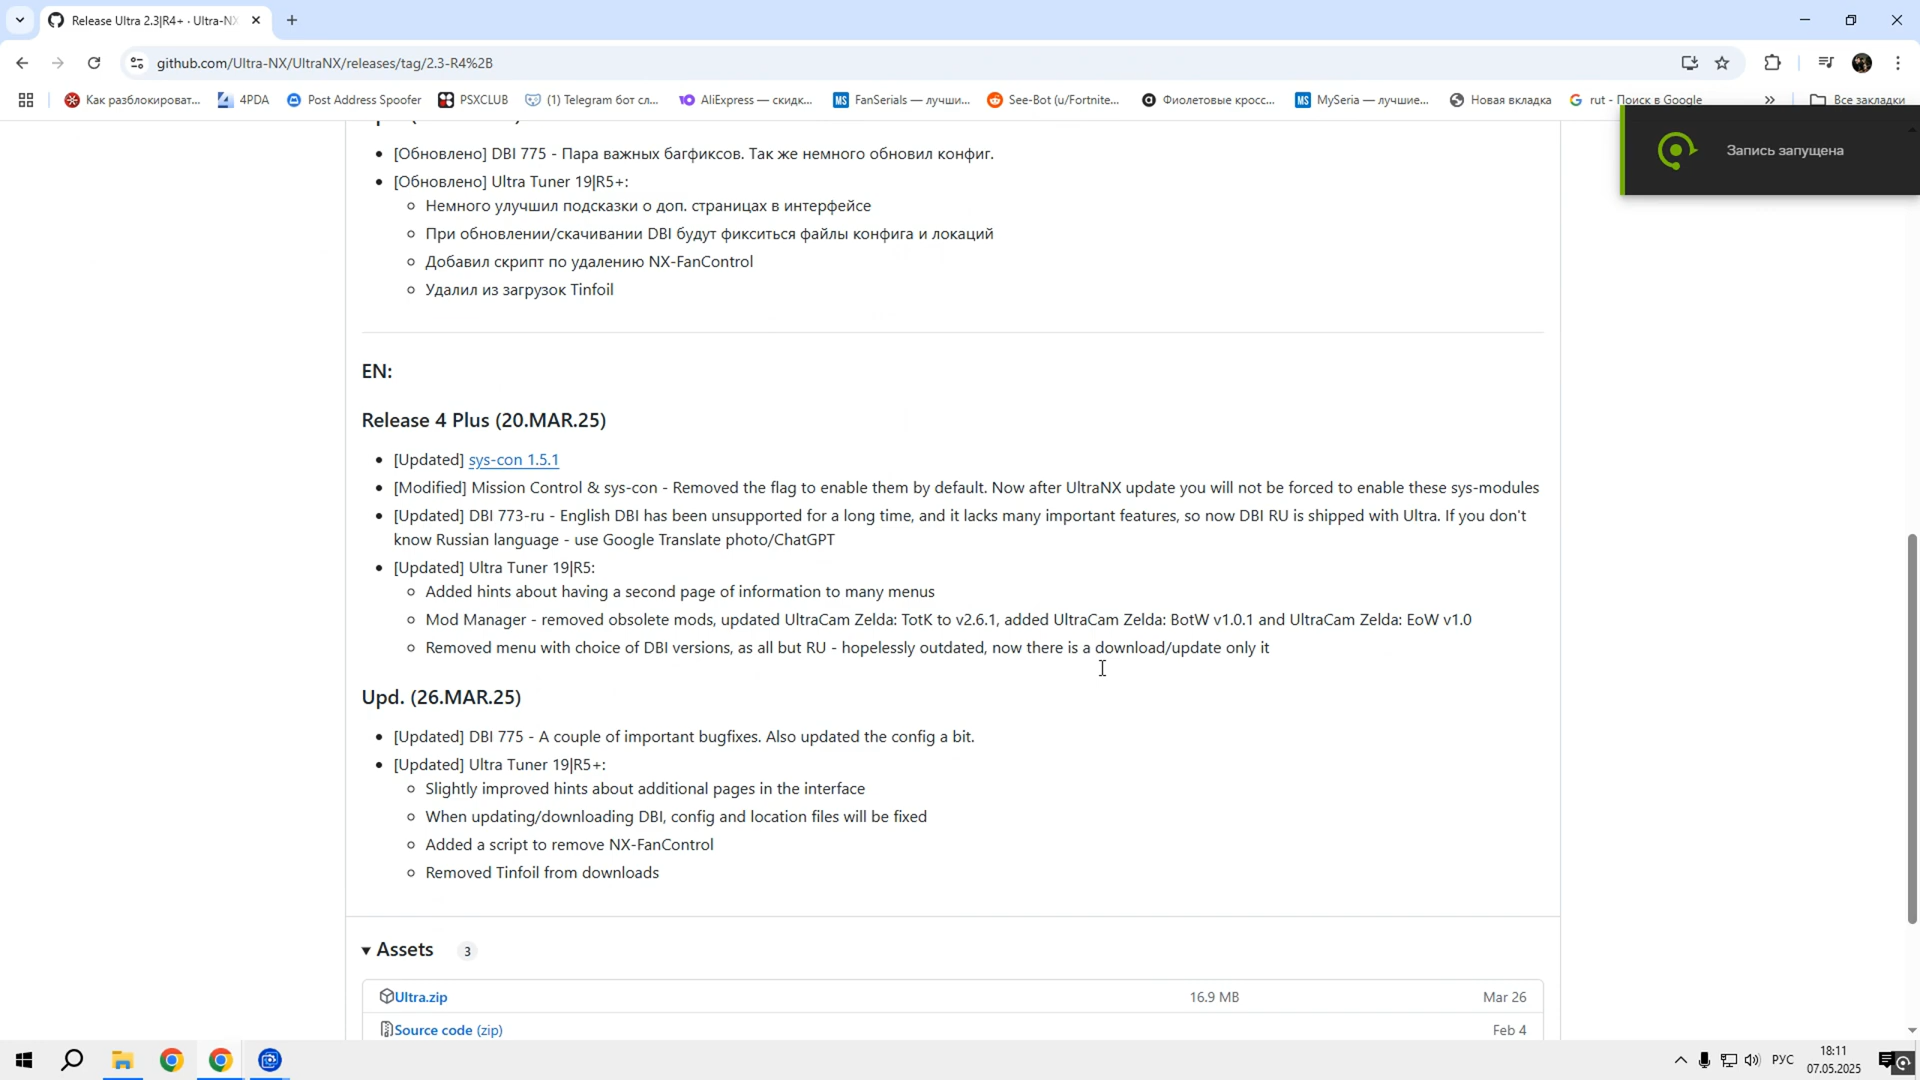 Release Ultra 2.3|R4+ · Ultra-NX
github.com/Ultra-NX/UltraNX/releases/tag/2.3-R4%2B
Как разблокироват...
4PDA
Post Address Spoofer
PSXCLUB
(1) Telegram бот сл...
AliExpress — скидк...
FanSerials — лучши...
See-Bot (u/Fortnite...
Фиолетовые кросс...
MySeria — лучшие...
Новая вкладка
rut - Поиск в Google
»
Все закладки
Запись запущена
[Обновлено] DBI 775 - Пара важных багфиксов. Так же немного обновил конфиг.
[Обновлено] Ultra Tuner 19|R5+:
Немного улучшил подсказки о доп. страницах в интерфейсе
При обновлении/скачивании DBI будут фикситься файлы конфига и локаций
Добавил скрипт по удалению NX-FanControl
Удалил из загрузок Tinfoil
EN:
Release 4 Plus (20.MAR.25)
[Updated] sys-con 1.5.1
[Modified] Mission Control & sys-con - Removed the flag to enable them by default. Now after UltraNX update you will not be forced to enable these sys-modules
[Updated] DBI 773-ru - English DBI has been unsupported for a long time, and it lacks many important features, so now DBI RU is shipped with Ultra. If you don't
know Russian language - use Google Translate photo/ChatGPT
[Updated] Ultra Tuner 19|R5:
Added hints about having a second page of information to many menus
Mod Manager - removed obsolete mods, updated UltraCam Zelda: TotK to v2.6.1, added UltraCam Zelda: BotW v1.0.1 and UltraCam Zelda: EoW v1.0
Removed menu with choice of DBI versions, as all but RU - hopelessly outdated, now there is a download/update only it
Upd. (26.MAR.25)
[Updated] DBI 775 - A couple of important bugfixes. Also updated the config a bit.
[Updated] Ultra Tuner 19|R5+:
Slightly improved hints about additional pages in the interface
When updating/downloading DBI, config and location files will be fixed
Added a script to remove NX-FanControl
Removed Tinfoil from downloads
Assets 3
Ultra.zip 16.9 MB Mar 26
Source code (zip) Feb 4
РУС
18:11
07.05.2025